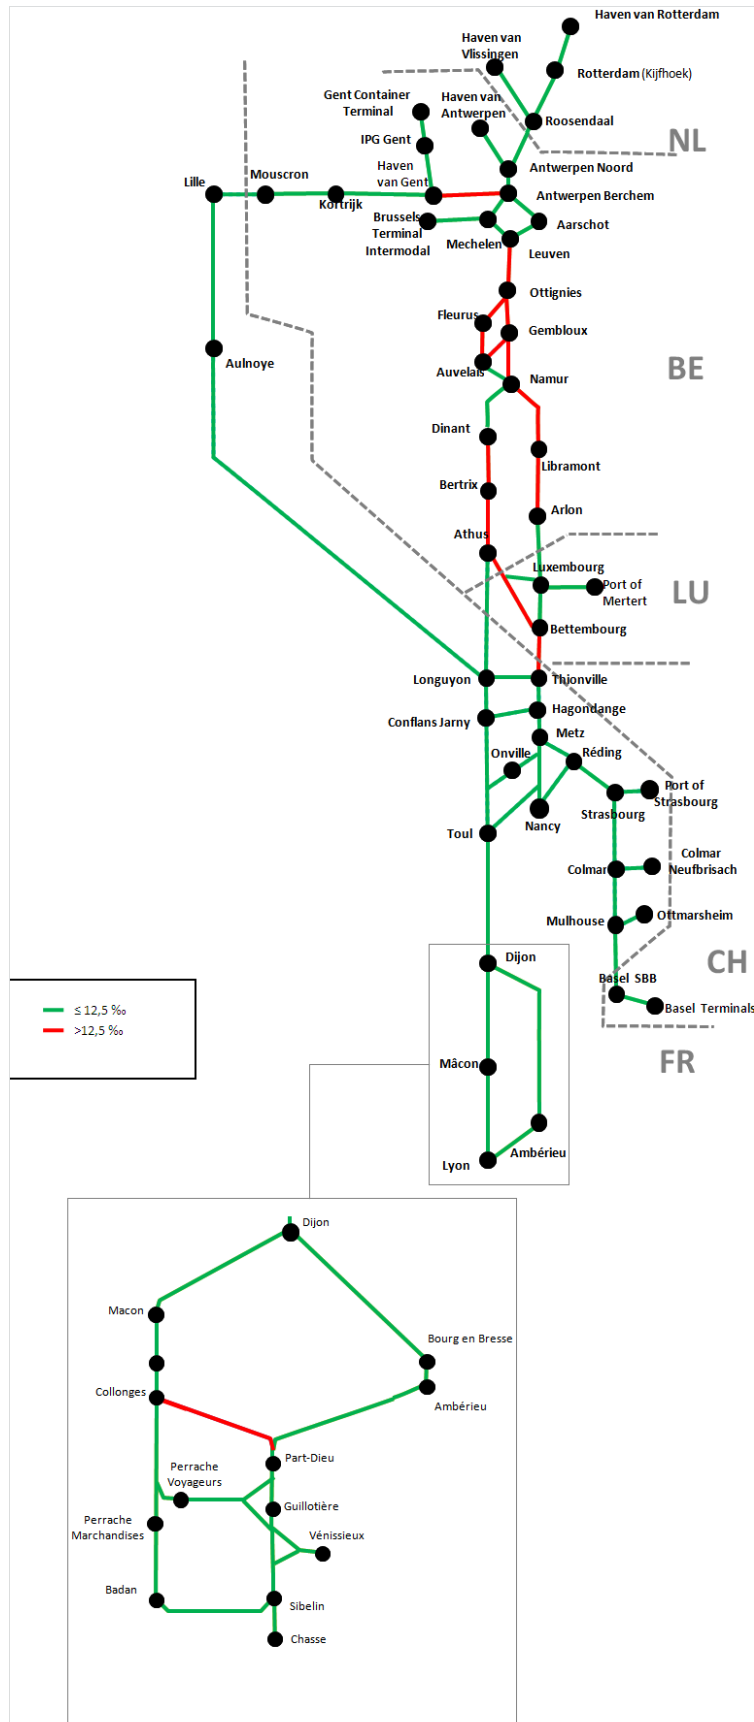 Haven van Rotterdam
Haven van
Vlissingen
Rotterdam (Kijfhoek)
Gent Container
Terminal
Haven van
Antwerpen
Roosendaal
NL
IPG Gent
Haven
van Gent
Antwerpen Noord
Lille
Mouscron
Kortrijk
Antwerpen Berchem
Brussels
Terminal
Intermodal
Aarschot
Mechelen
Leuven
Ottignies
Fleurus
Gembloux
Aulnoye
Auvelais
Namur
BE
Dinant
Libramont
Bertrix
Arlon
Athus
Luxembourg
Port of
Mertert
LU
Bettembourg
Longuyon
Thionville
Hagondange
Conflans Jarny
Metz
Onville
Réding
Port of
Strasbourg
Strasbourg
Nancy
Toul
Colmar
Neufbrisach
Colmar
Ottmarsheim
Mulhouse
Dijon
CH
Basel SBB
Basel Terminals
≤ 12,5 ‰
>12,5 ‰
FR
Mâcon
Ambérieu
Lyon
Dijon
Macon
Bourg en Bresse
Collonges
Ambérieu
Part-Dieu
Perrache
Voyageurs
Guillotière
Perrache
Marchandises
Vénissieux
Badan
Sibelin
Chasse